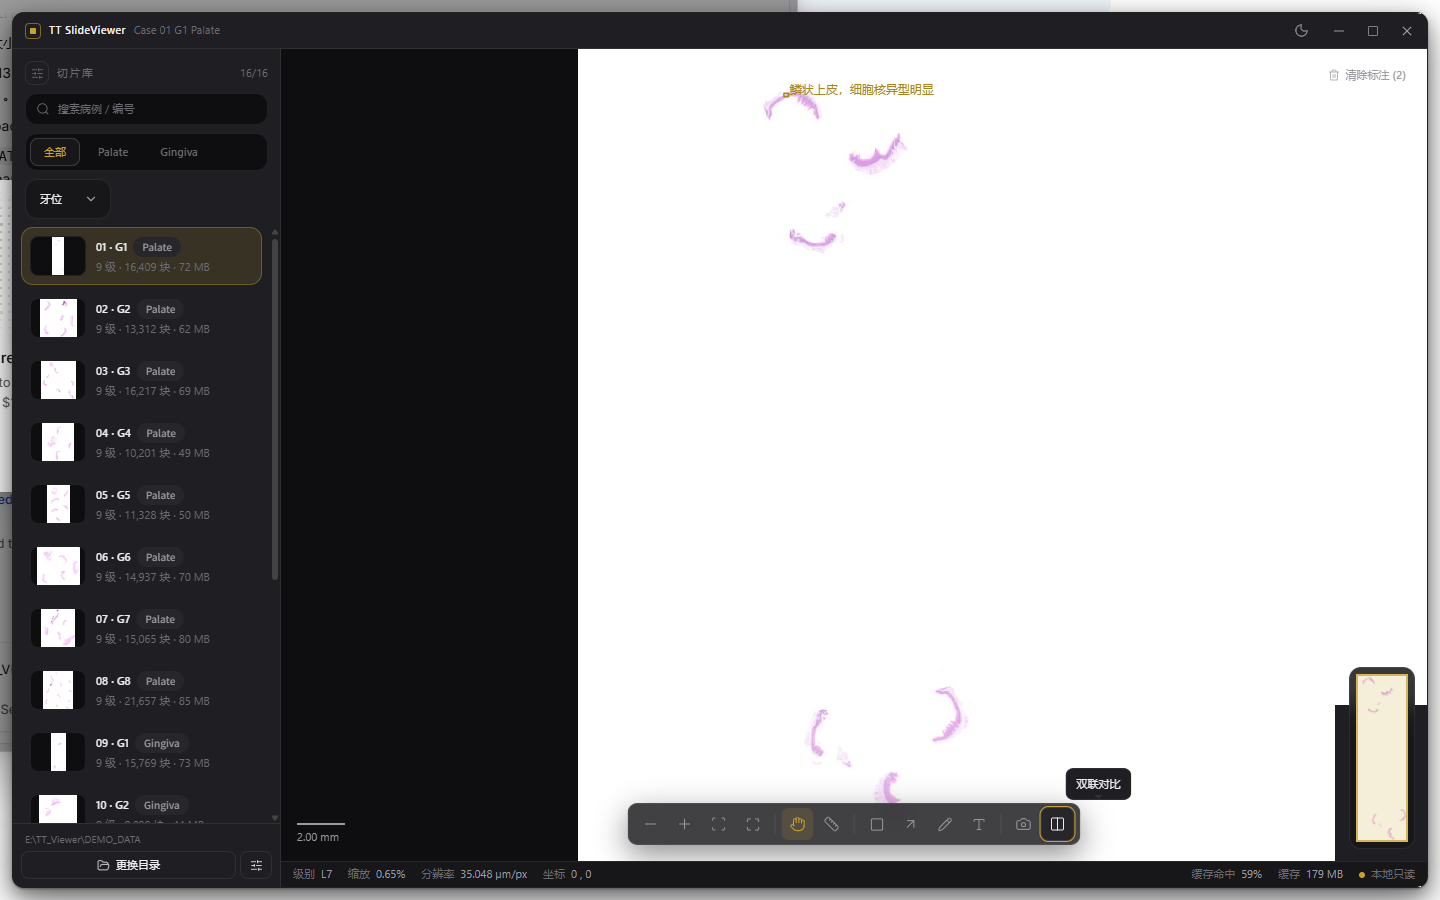 TT SlideViewer Case 01 G1 Palate
切片库 16/16
搜索病例 / 编号
全部 Palate Gingiva
牙位
01 · G1 Palate
9 级 · 16,409 块 · 72 MB
02 · G2 Palate
9 级 · 13,312 块 · 62 MB
03 · G3 Palate
9 级 · 16,217 块 · 69 MB
04 · G4 Palate
9 级 · 10,201 块 · 49 MB
05 · G5 Palate
9 级 · 11,328 块 · 50 MB
06 · G6 Palate
9 级 · 14,937 块 · 70 MB
07 · G7 Palate
9 级 · 15,065 块 · 80 MB
08 · G8 Palate
9 级 · 21,657 块 · 85 MB
09 · G1 Gingiva
9 级 · 15,769 块 · 73 MB
10 · G2 Gingiva
E:\TT_Viewer\DEMO_DATA
更换目录
鳞状上皮，细胞核异型明显
清除标注 (2)
双联对比
2.00 mm
级别 L7 缩放 0.65% 分辨率 35.048 µm/px 坐标 0 , 0
缓存命中 59% 缓存 179 MB 本地只读